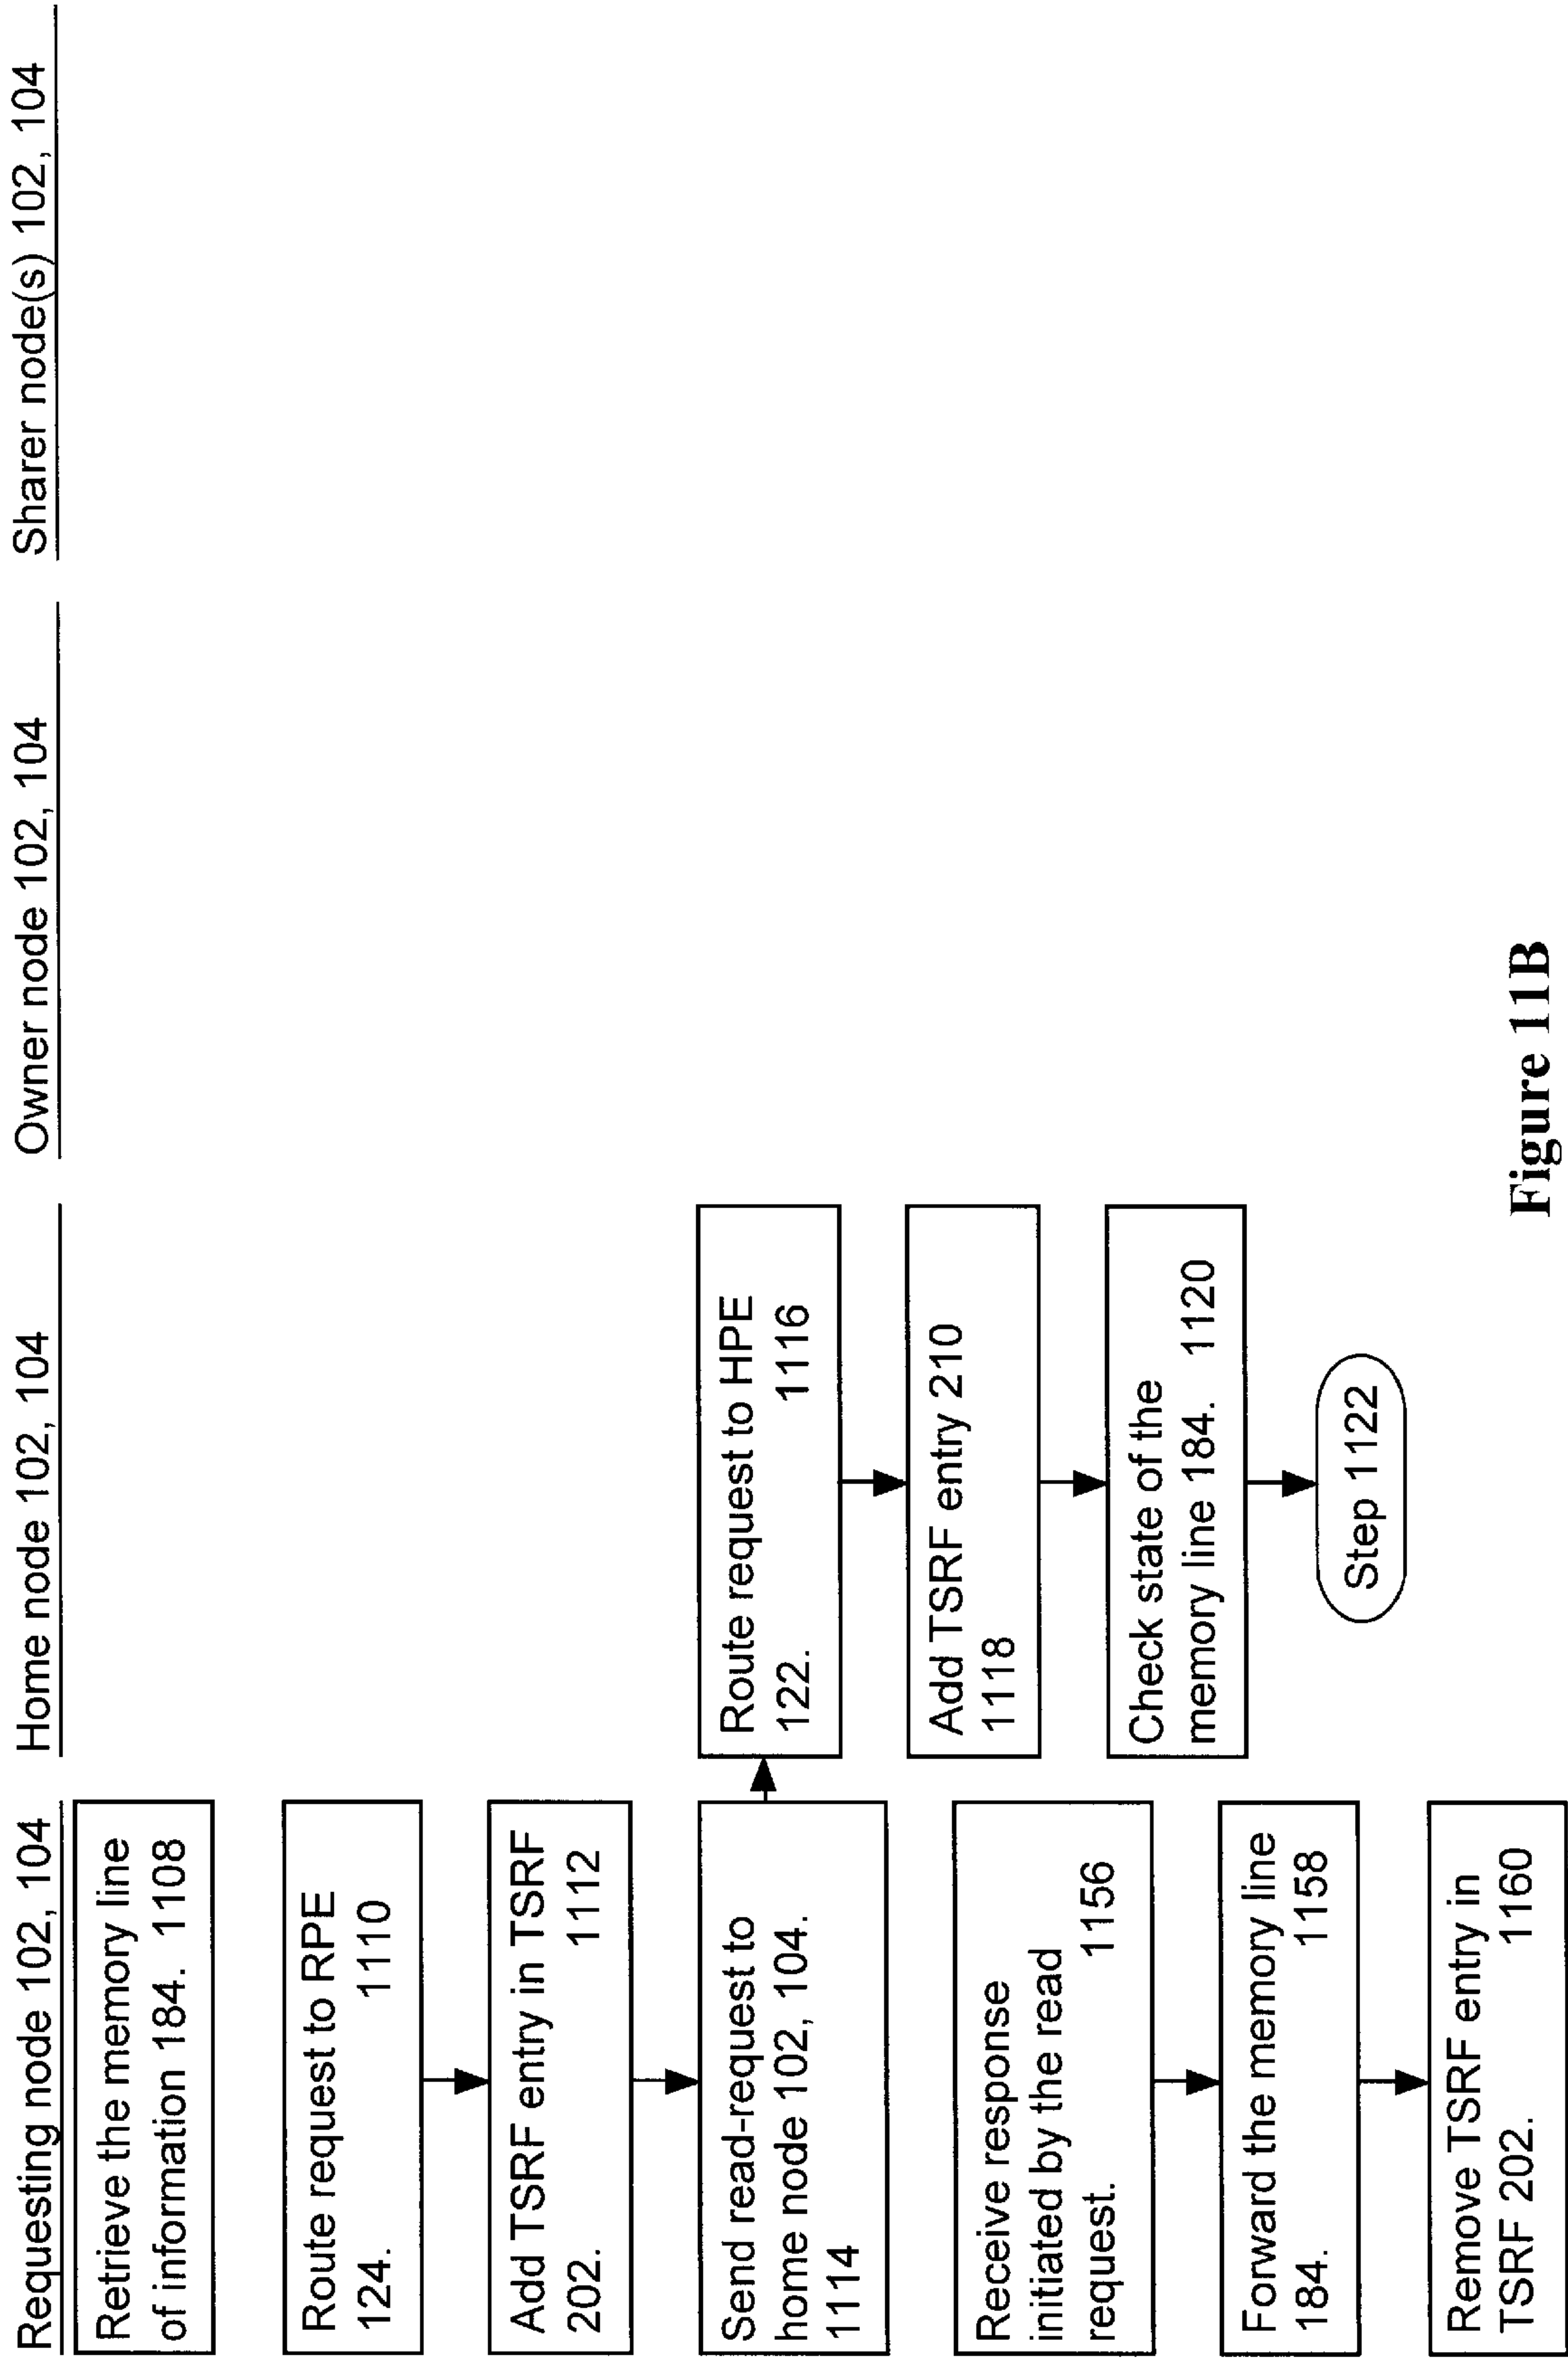 Requesting node 102, 104
Home node 102, 104
Owner node 102, 104
Sharer node(s) 102, 104
Retrieve the memory line
of information 184. 1108
Route request to RPE
124. 1110
Add TSRF entry in TSRF
202. 1112
Send read-request to
home node 102, 104.
1114
Route request to HPE
122. 1116
Add TSRF entry 210
1118
Check state of the
memory line 184. 1120
Step 1122
Receive response
initiated by the read
request. 1156
Forward the memory line
184. 1158
Remove TSRF entry in
TSRF 202. 1160
Figure 11B